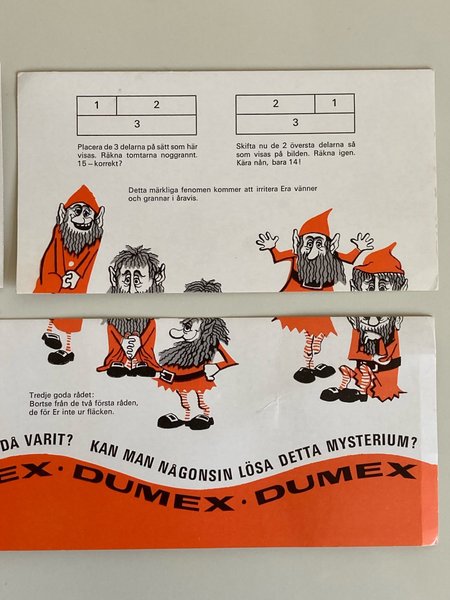 1 2
3
Placera de 3 delarna på sätt som här
visas. Räkna tomtarna noggrannt.
15 – korrekt?
2 1
3
Skifta nu de 2 översta delarna så
som visas på bilden. Räkna igen.
Kära nån, bara 14!
Detta märkliga fenomen kommer att irritera Era vänner
och grannar i åravis.
Tredje goda rådet:
Bortse från de två första råden,
de för Er inte ur fläcken.
DÅ VARIT? KAN MAN NÅGONSIN LÖSA DETTA MYSTERIUM?
EX · DUMEX · DUMEX